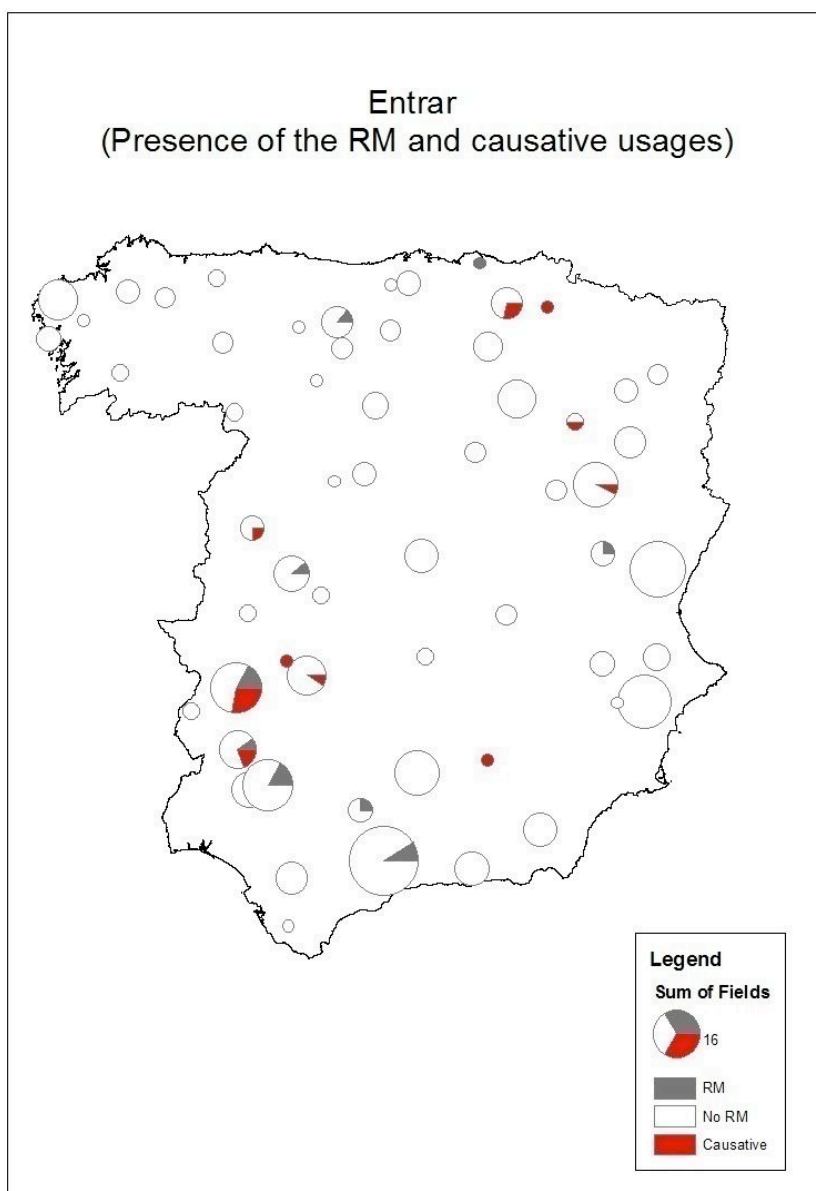 Entrar
(Presence of the RM and causative usages)
Legend
Sum of Fields
16
RM
No RM
Causative